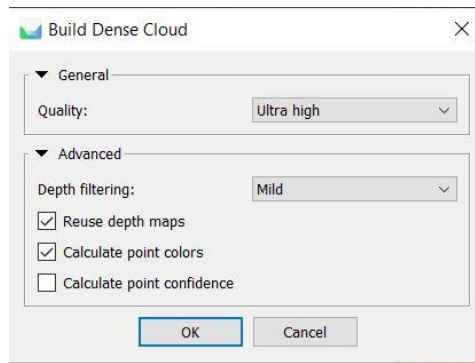 Build Dense Cloud
General
Quality: Ultra high
Advanced
Depth filtering: Mild
Reuse depth maps
Calculate point colors
Calculate point confidence
OK Cancel